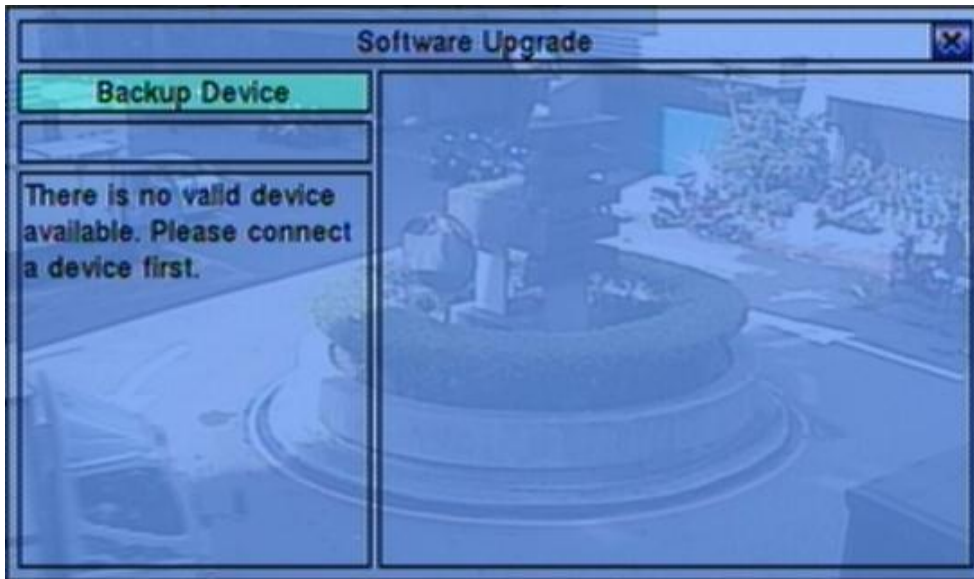 Software Upgrade
Backup Device
There is no valid device
available. Please connect
a device first.